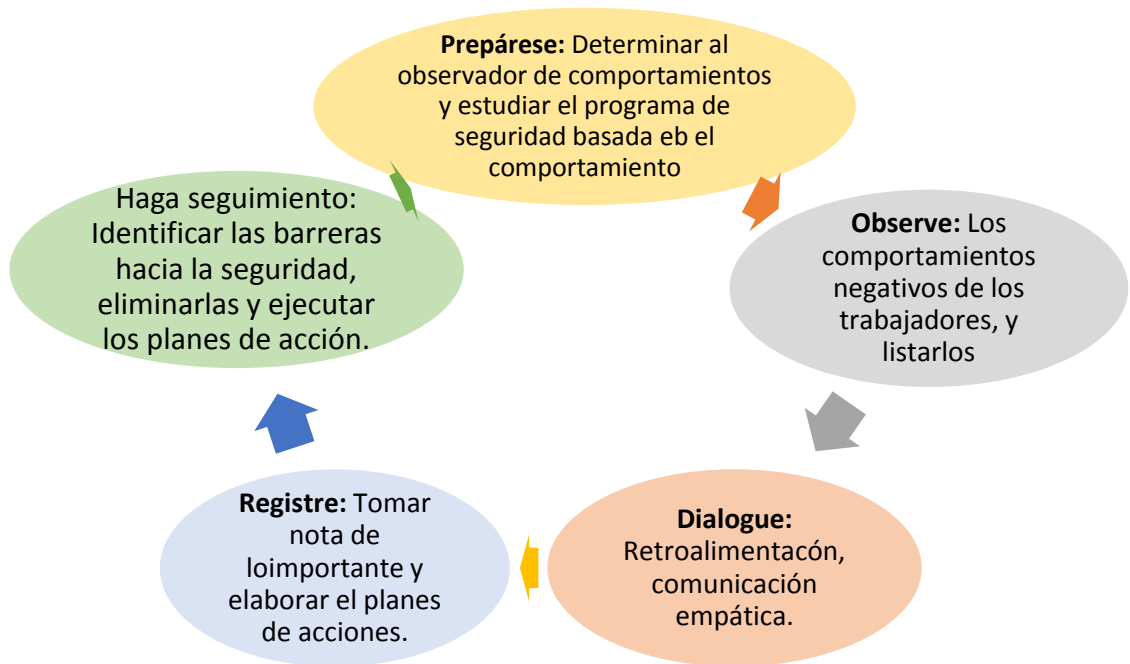 Prepárese: Determinar al
observador de comportamientos
y estudiar el programa de
seguridad basada eb el
comportamiento
Observe: Los
comportamientos
negativos de los
trabajadores, y
listarlos
Dialogue:
Retroalimentacón,
comunicación
empática.
Registre: Tomar
nota de
loimportante y
elaborar el planes
de acciones.
Haga seguimiento:
Identificar las barreras
hacia la seguridad,
eliminarlas y ejecutar
los planes de acción.